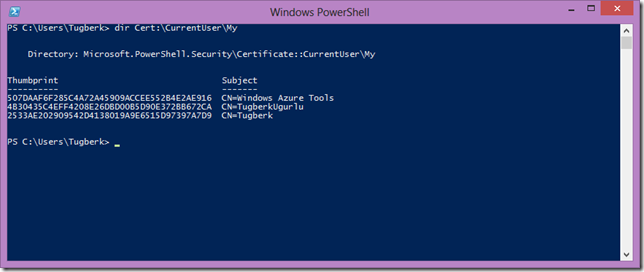 Windows PowerShell
PS C:\Users\Tugberk> dir Cert:\CurrentUser\My
Directory: Microsoft.PowerShell.Security\Certificate::CurrentUser\My
Thumbprint Subject
---------- -------
507DAAF6F285C4A72A45909ACCEE552B4E2AE916 CN=Windows Azure Tools
4B30435C4EFF4208E26DBD00B5D90E372BB672CA CN=TugberkUgurlu
2533AE202909542D4138019A9E6515D97397A7D9 CN=Tugberk
PS C:\Users\Tugberk> _